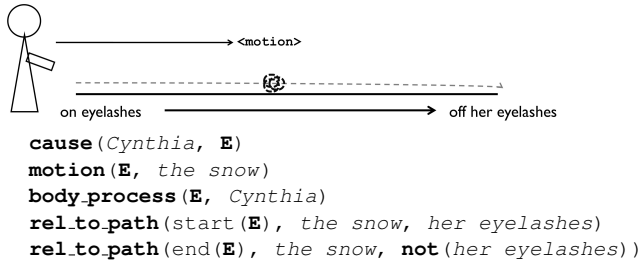 <motion>
on eyelashes off her eyelashes
cause(Cynthia, E)
motion(E, the snow)
body_process(E, Cynthia)
rel_to_path(start(E), the snow, her eyelashes)
rel_to_path(end(E), the snow, not(her eyelashes))